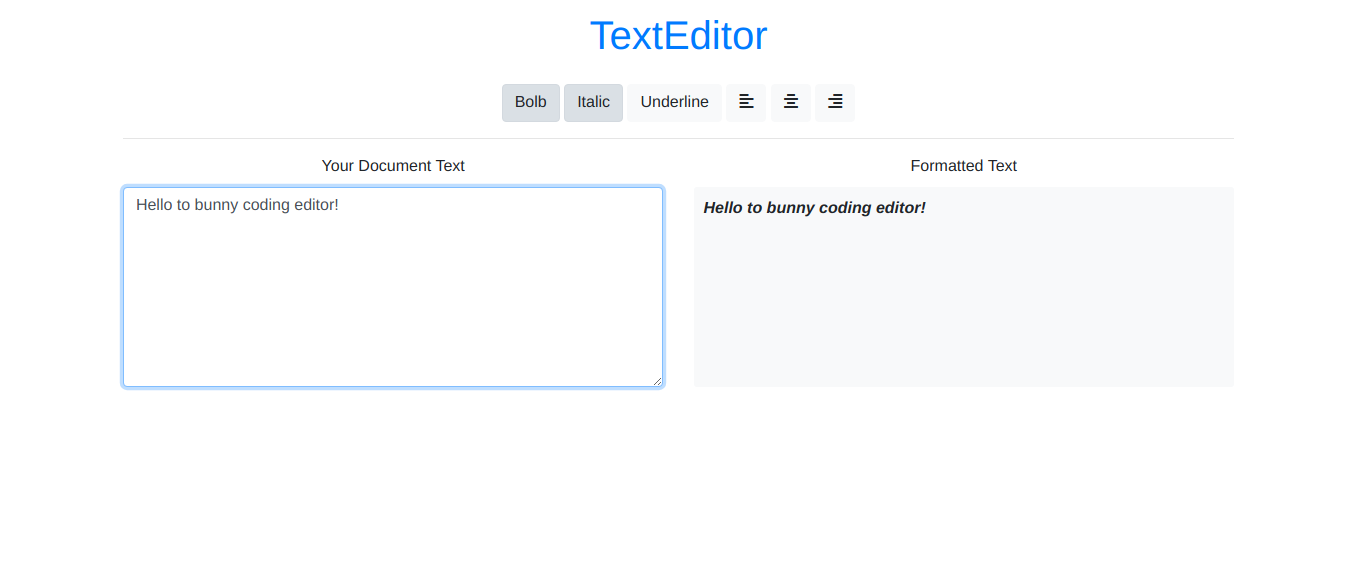 TextEditor
Bolb Italic Underline
Your Document Text
Formatted Text
Hello to bunny coding editor!
Hello to bunny coding editor!